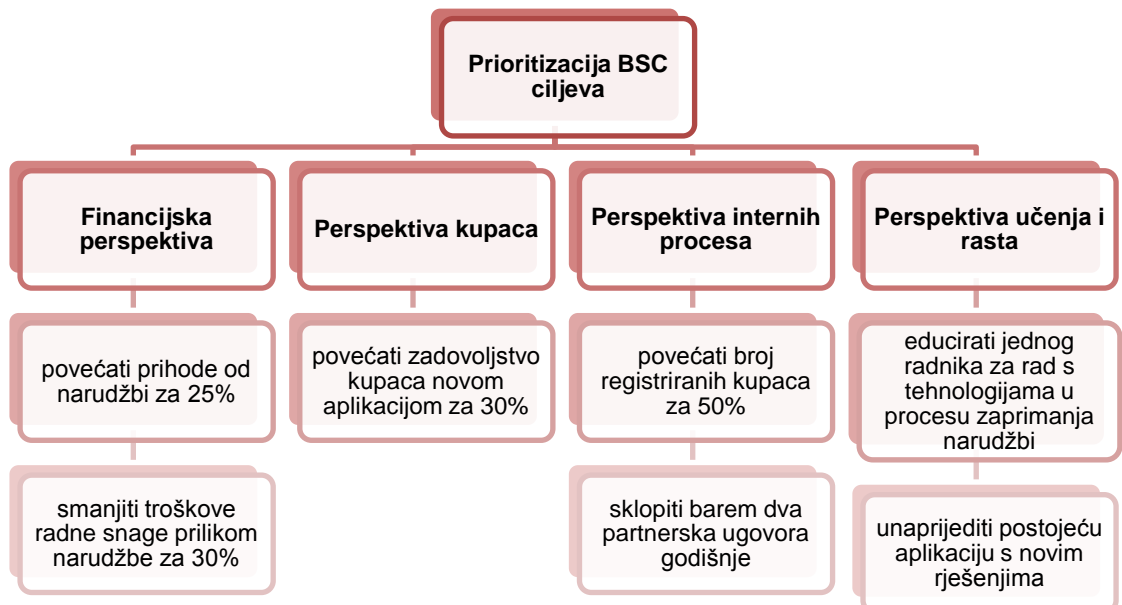 Prioritizacija BSC
ciljeva
Financijska
perspektiva
povećati prihode od
narudžbi za 25%
smanjiti troškove
radne snage prilikom
narudžbe za 30%
Perspektiva kupaca
povećati zadovoljstvo
kupaca novom
aplikacijom za 30%
Perspektiva internih
procesa
povećati broj
registriranih kupaca
za 50%
sklopiti barem dva
partnerska ugovora
godišnje
Perspektiva učenja i
rasta
educirati jednog
radnika za rad s
tehnologijama u
procesu zaprimanja
narudžbi
unaprijediti postojeću
aplikaciju s novim
rješenjima